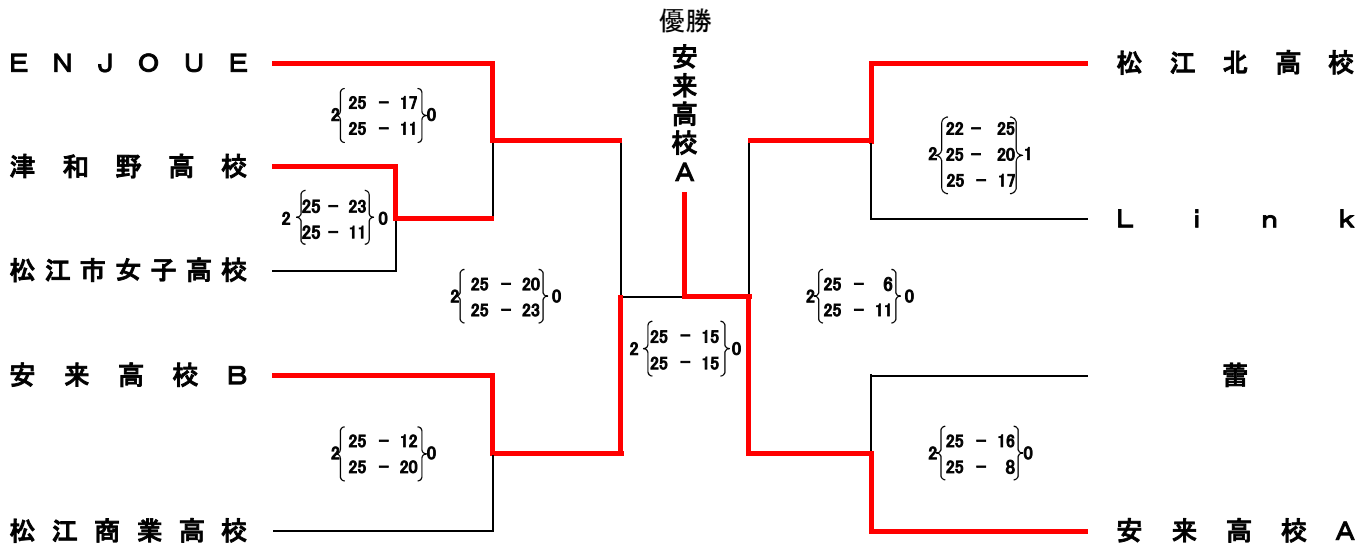 優勝
安来高校A
ENJOUE
松江北高校
2 25 - 17 0
25 - 11
22 - 25
2 25 - 20 1
25 - 17
津和野高校
2 25 - 23 0
25 - 11
Link
松江市女子高校
2 25 - 20 0
25 - 23
2 25 - 6 0
25 - 11
2 25 - 15 0
25 - 15
安来高校B
蕾
2 25 - 12 0
25 - 20
2 25 - 16 0
25 - 8
松江商業高校
安来高校A